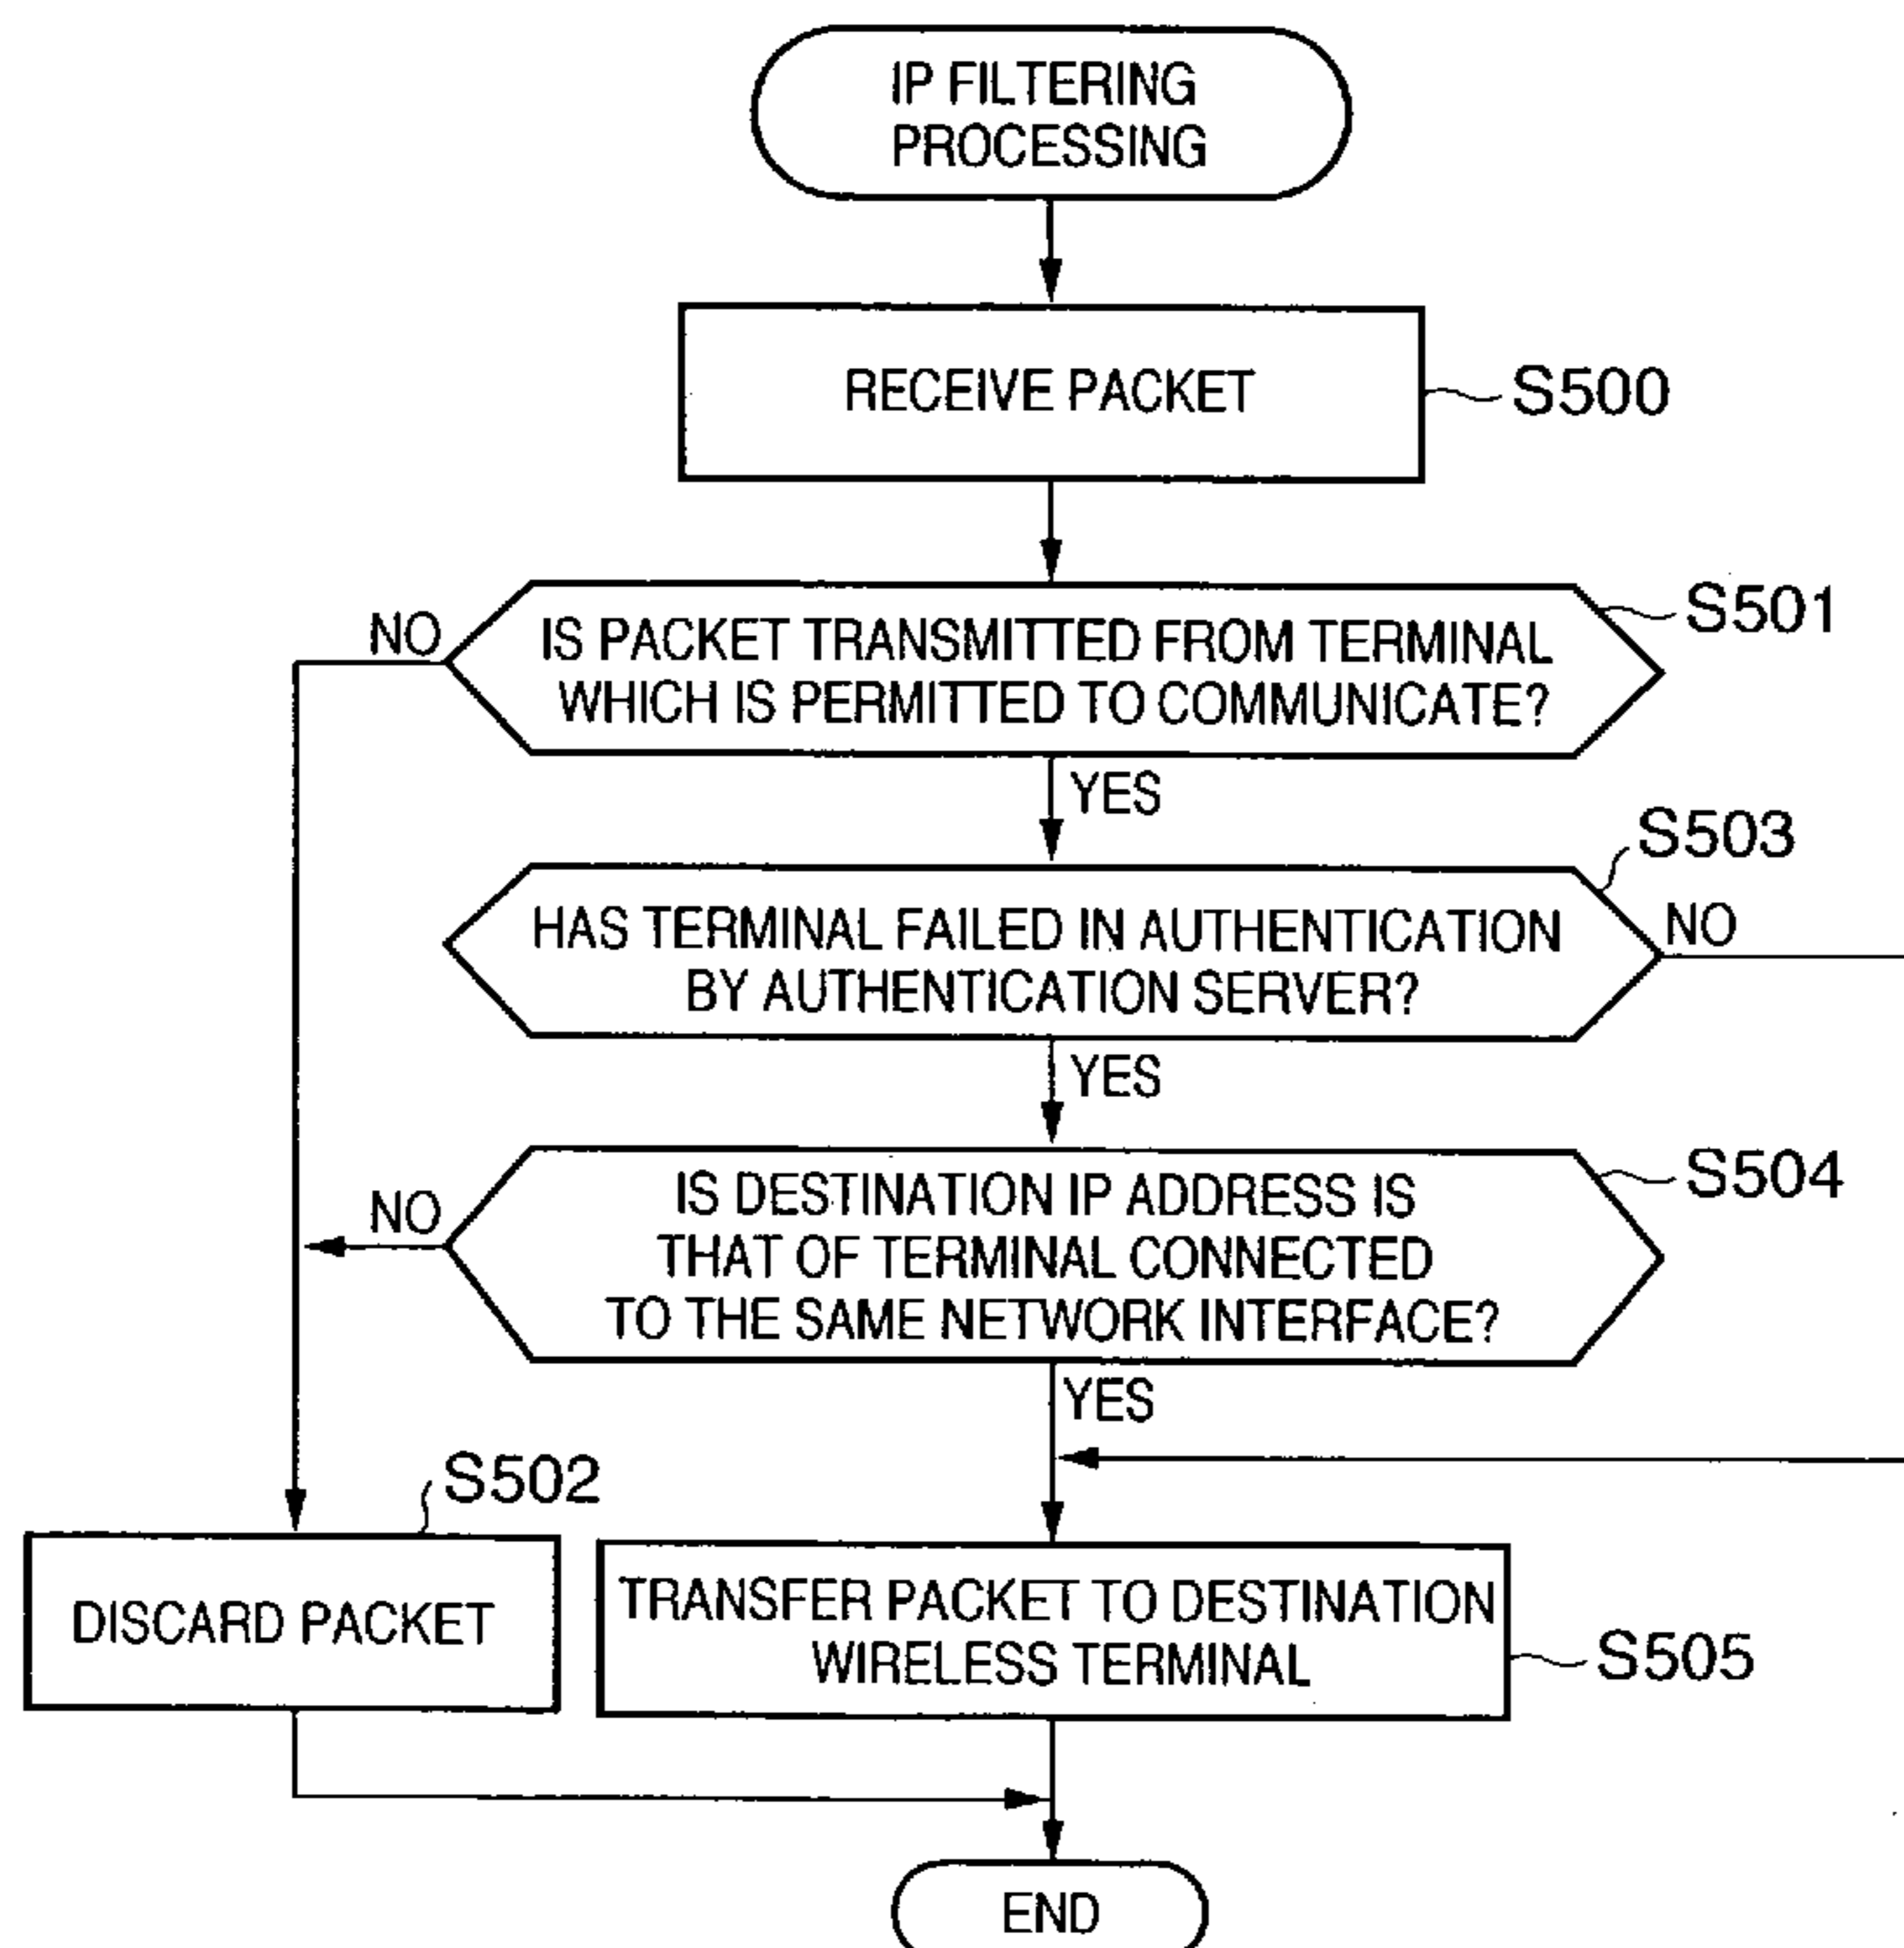 IP FILTERING
PROCESSING
RECEIVE PACKET
S500
S501
NO
IS PACKET TRANSMITTED FROM TERMINAL
WHICH IS PERMITTED TO COMMUNICATE?
YES
S503
HAS TERMINAL FAILED IN AUTHENTICATION
BY AUTHENTICATION SERVER?
NO
YES
S504
NO
IS DESTINATION IP ADDRESS IS
THAT OF TERMINAL CONNECTED
TO THE SAME NETWORK INTERFACE?
YES
S502
DISCARD PACKET
TRANSFER PACKET TO DESTINATION
WIRELESS TERMINAL
S505
END